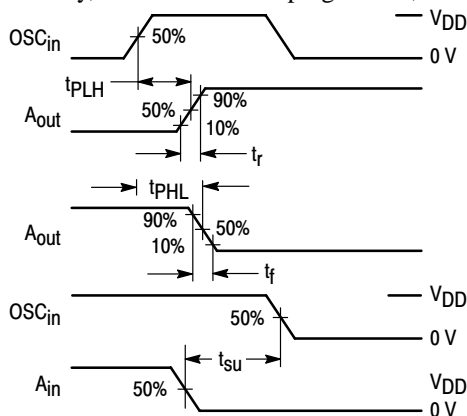 OSCin 50% VDD
0 V
tPLH
50% 90%
Aout 10%
tr
tPHL
90% 50%
Aout 10%
tf
OSCin 50% VDD
0 V
tsu
Ain 50% VDD
0 V